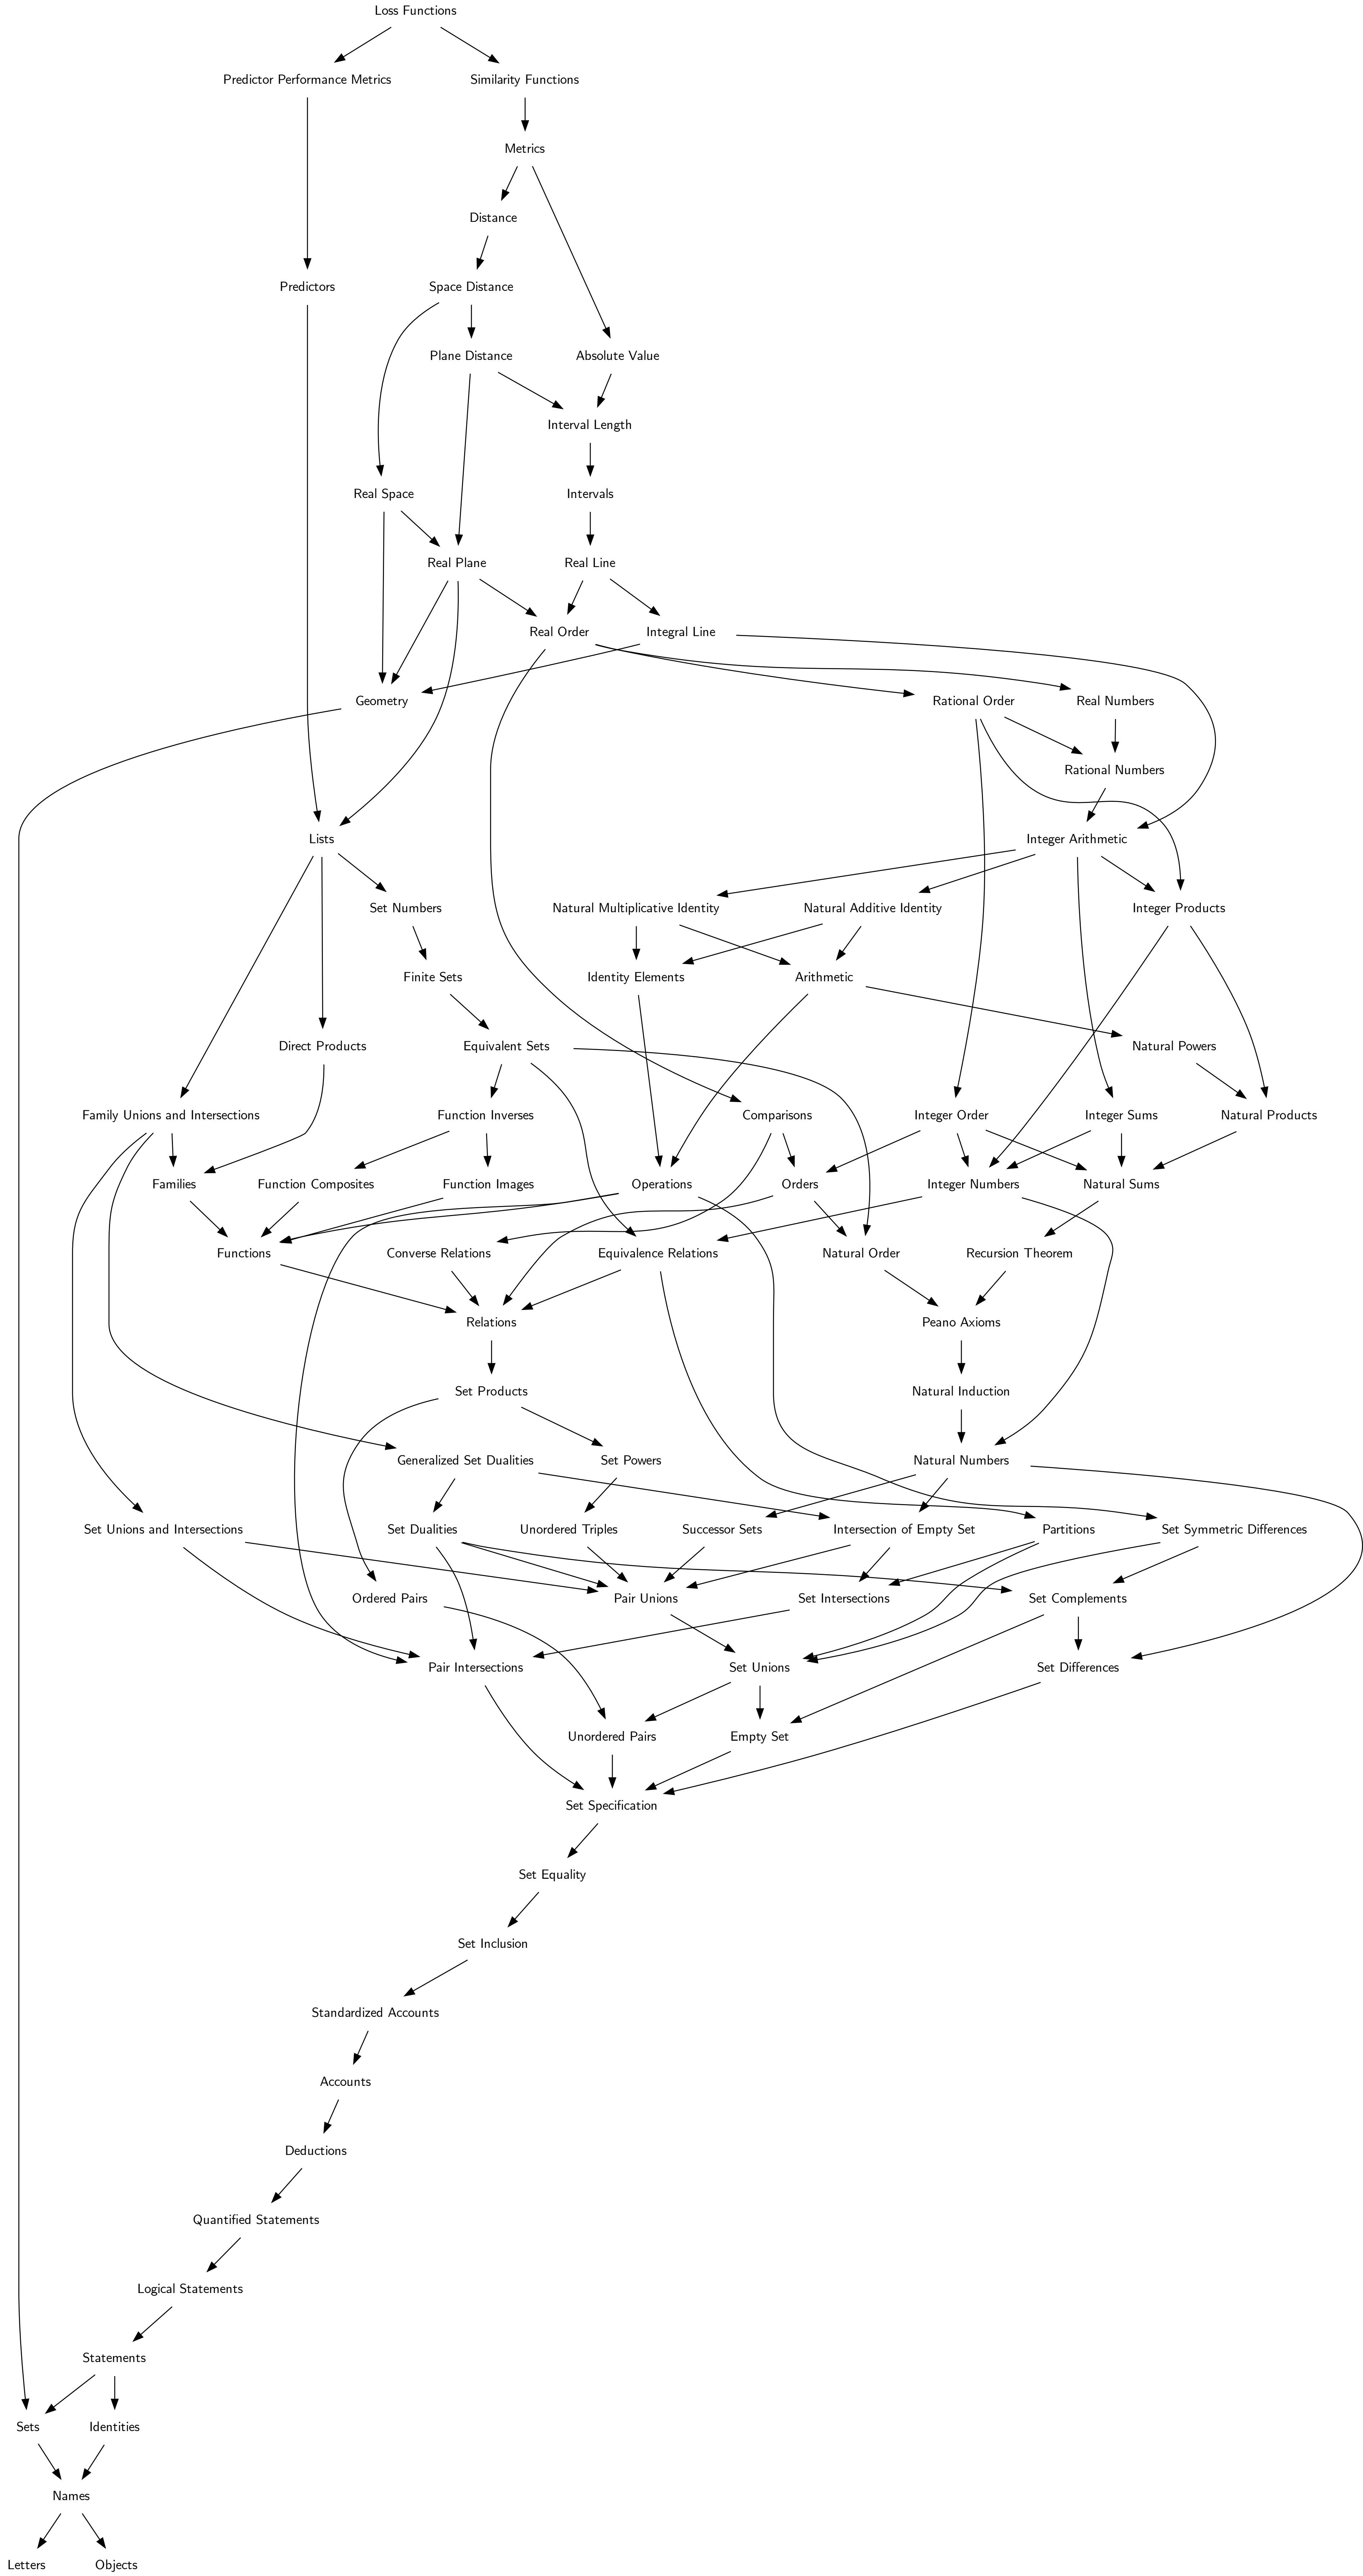 Loss Functions
Predictor Performance Metrics
Similarity Functions
Metrics
Distance
Predictors
Space Distance
Plane Distance
Absolute Value
Interval Length
Real Space
Intervals
Real Plane
Real Line
Real Order
Integral Line
Geometry
Rational Order
Real Numbers
Rational Numbers
Lists
Integer Arithmetic
Set Numbers
Natural Multiplicative Identity
Natural Additive Identity
Integer Products
Finite Sets
Identity Elements
Arithmetic
Direct Products
Equivalent Sets
Natural Powers
Family Unions and Intersections
Function Inverses
Comparisons
Integer Order
Integer Sums
Natural Products
Families
Function Composites
Function Images
Operations
Orders
Integer Numbers
Natural Sums
Functions
Converse Relations
Equivalence Relations
Natural Order
Recursion Theorem
Relations
Peano Axioms
Set Products
Natural Induction
Generalized Set Dualities
Set Powers
Natural Numbers
Set Unions and Intersections
Set Dualities
Unordered Triples
Successor Sets
Intersection of Empty Set
Partitions
Set Symmetric Differences
Ordered Pairs
Pair Unions
Set Intersections
Set Complements
Pair Intersections
Set Unions
Set Differences
Unordered Pairs
Empty Set
Set Specification
Set Equality
Set Inclusion
Standardized Accounts
Accounts
Deductions
Quantified Statements
Logical Statements
Statements
Sets
Identities
Names
Letters
Objects